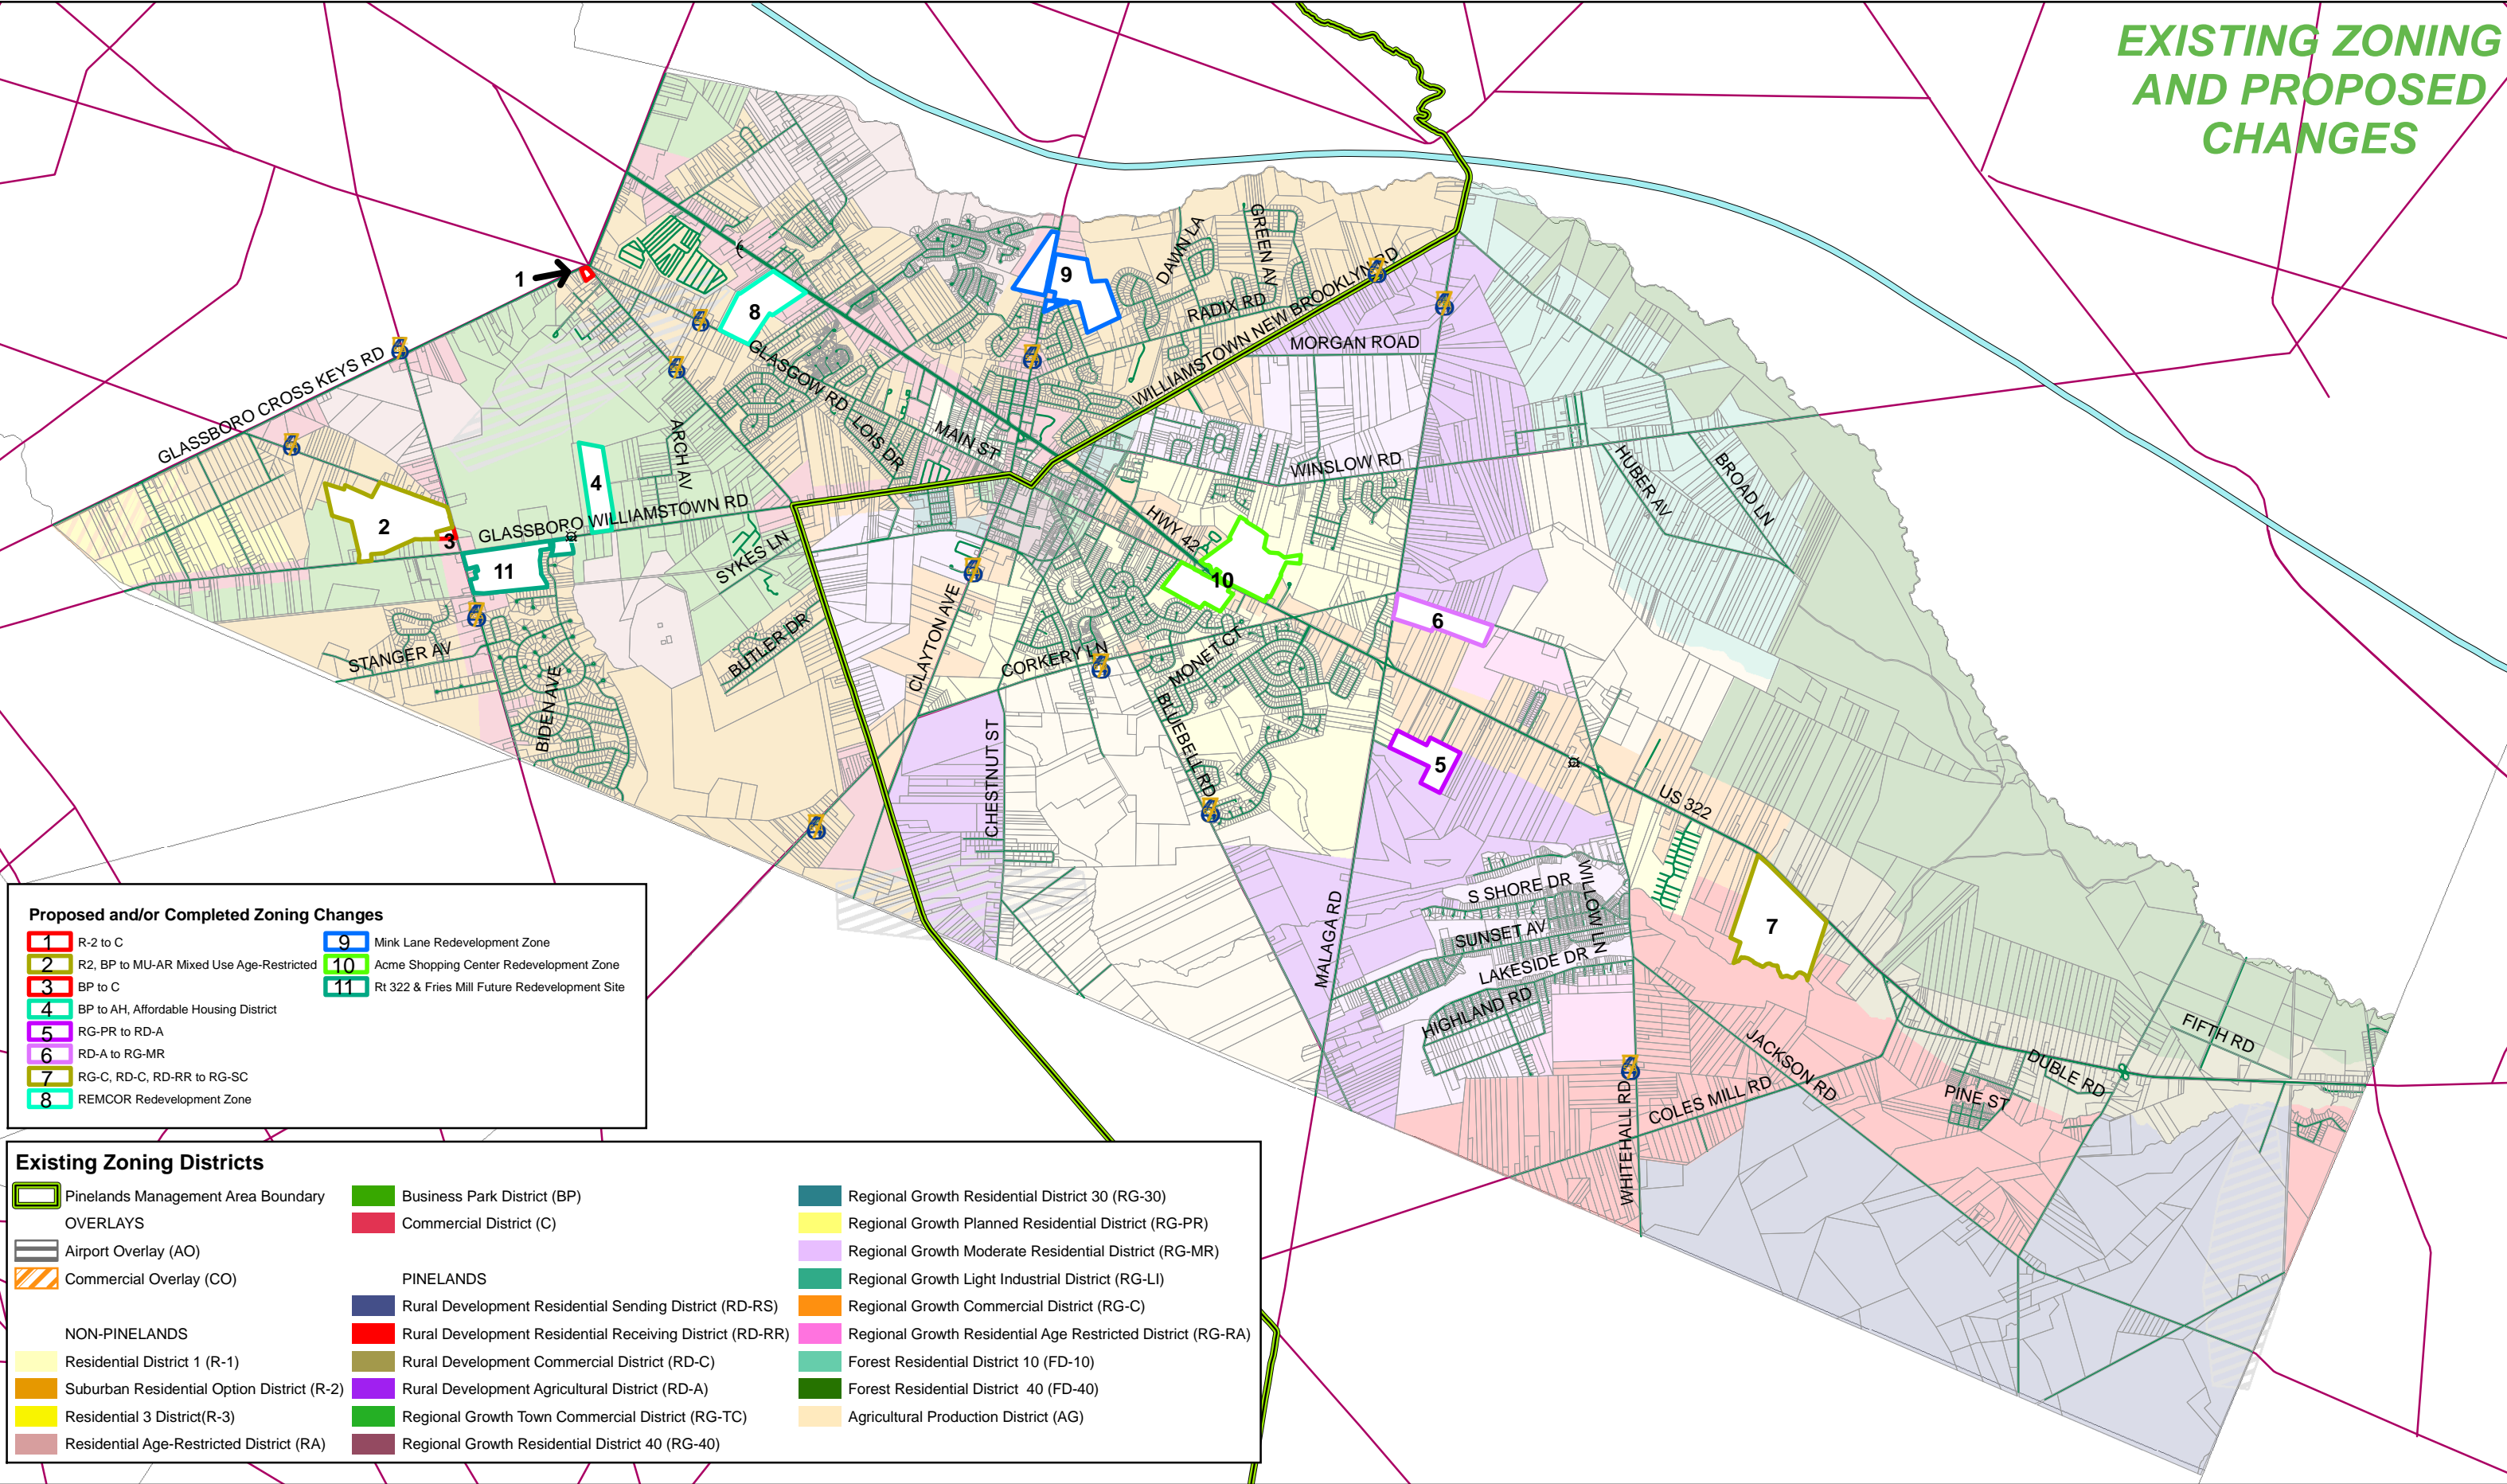 EXISTING ZONING
AND PROPOSED
CHANGES
1
GLASSBORO CROSS KEYS RD
8
9
DAWN LA
GREEN AV
RADIX RD
WILLIAMSTOWN NEW BROOKLYN RD
MORGAN ROAD
GLASGOW RD
LOIS DR
MAIN ST
ARCH AV
4
2
3
GLASSBORO WILLIAMSTOWN RD
11
SYKES LN
BUTLER DR
STANGER AV
BIDEN AVE
CLAYTON AVE
CORKERY LN
MONET CT
HWY 42
10
WINSLOW RD
HUBER AV
BROAD LN
6
5
CHESTNUT ST
BLUEBELL RD
US 322
MALAGA RD
S SHORE DR
WILLOW LN
SUNSET AV
LAKESIDE DR
HIGHLAND RD
7
JACKSON RD
COLES MILL RD
WHITEHALL RD
PINE ST
DUBLE RD
FIFTH RD
Proposed and/or Completed Zoning Changes
1 R-2 to C
2 R2, BP to MU-AR Mixed Use Age-Restricted
3 BP to C
4 BP to AH, Affordable Housing District
5 RG-PR to RD-A
6 RD-A to RG-MR
7 RG-C, RD-C, RD-RR to RG-SC
8 REMCOR Redevelopment Zone
9 Mink Lane Redevelopment Zone
10 Acme Shopping Center Redevelopment Zone
11 Rt 322 & Fries Mill Future Redevelopment Site
Existing Zoning Districts
Pinelands Management Area Boundary
OVERLAYS
Airport Overlay (AO)
Commercial Overlay (CO)
NON-PINELANDS
Residential District 1 (R-1)
Suburban Residential Option District (R-2)
Residential 3 District(R-3)
Residential Age-Restricted District (RA)
Business Park District (BP)
Commercial District (C)
PINELANDS
Rural Development Residential Sending District (RD-RS)
Rural Development Residential Receiving District (RD-RR)
Rural Development Commercial District (RD-C)
Rural Development Agricultural District (RD-A)
Regional Growth Town Commercial District (RG-TC)
Regional Growth Residential District 40 (RG-40)
Regional Growth Residential District 30 (RG-30)
Regional Growth Planned Residential District (RG-PR)
Regional Growth Moderate Residential District (RG-MR)
Regional Growth Light Industrial District (RG-LI)
Regional Growth Commercial District (RG-C)
Regional Growth Residential Age Restricted District (RG-RA)
Forest Residential District 10 (FD-10)
Forest Residential District  40 (FD-40)
Agricultural Production District (AG)